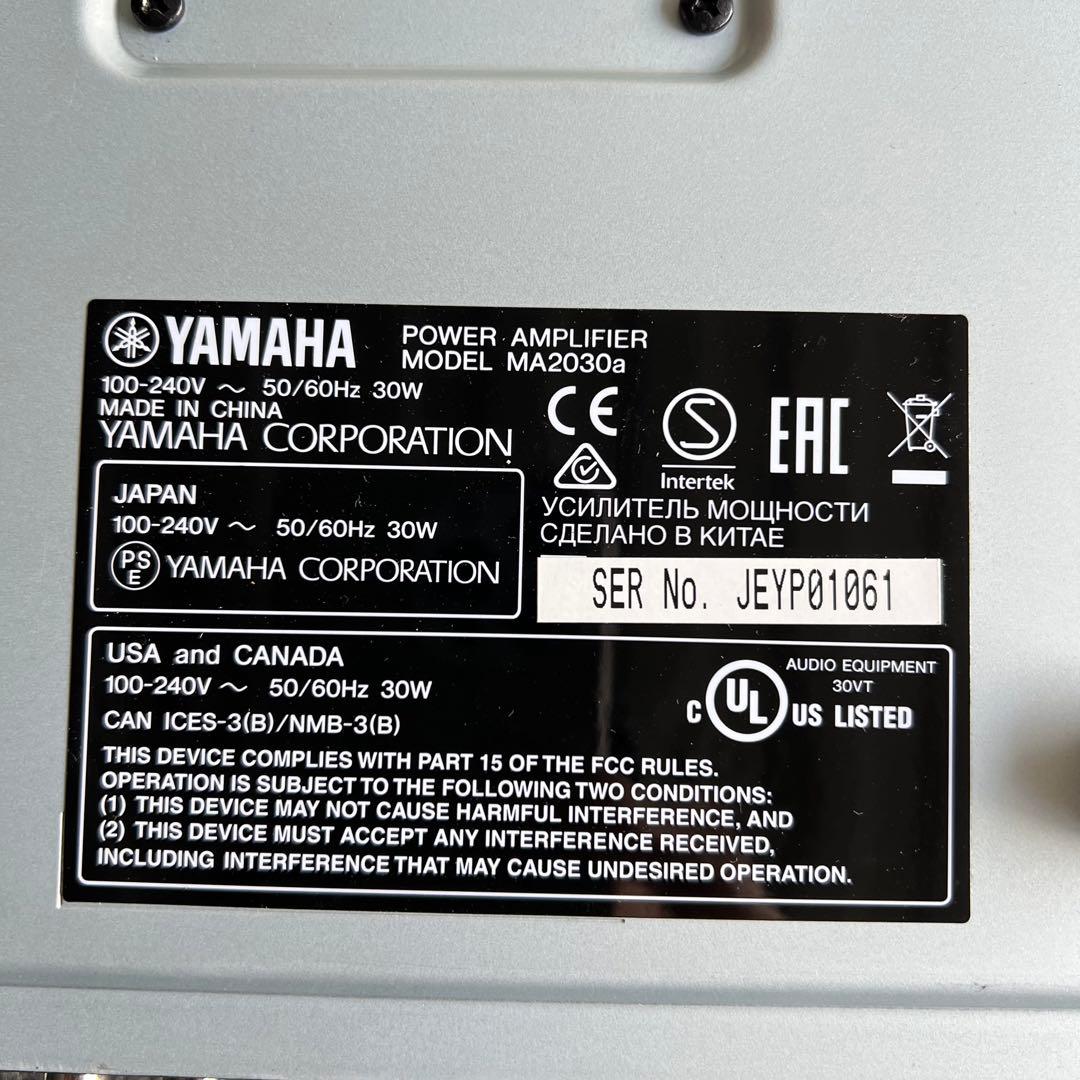 YAMAHA
POWER AMPLIFIER
MODEL MA2030a
100-240V ～ 50/60Hz 30W
MADE IN CHINA
YAMAHA CORPORATION
CE
S
Intertek
EAC
JAPAN
100-240V ～ 50/60Hz 30W
PSE YAMAHA CORPORATION
УСИЛИТЕЛЬ МОЩНОСТИ
СДЕЛАНО В КИТАЕ
SER No. JEYP01061
USA and CANADA
100-240V ～ 50/60Hz 30W
CAN ICES-3(B)/NMB-3(B)
C UL US LISTED
AUDIO EQUIPMENT
30VT
THIS DEVICE COMPLIES WITH PART 15 OF THE FCC RULES.
OPERATION IS SUBJECT TO THE FOLLOWING TWO CONDITIONS:
(1) THIS DEVICE MAY NOT CAUSE HARMFUL INTERFERENCE, AND
(2) THIS DEVICE MUST ACCEPT ANY INTERFERENCE RECEIVED,
INCLUDING INTERFERENCE THAT MAY CAUSE UNDESIRED OPERATION.